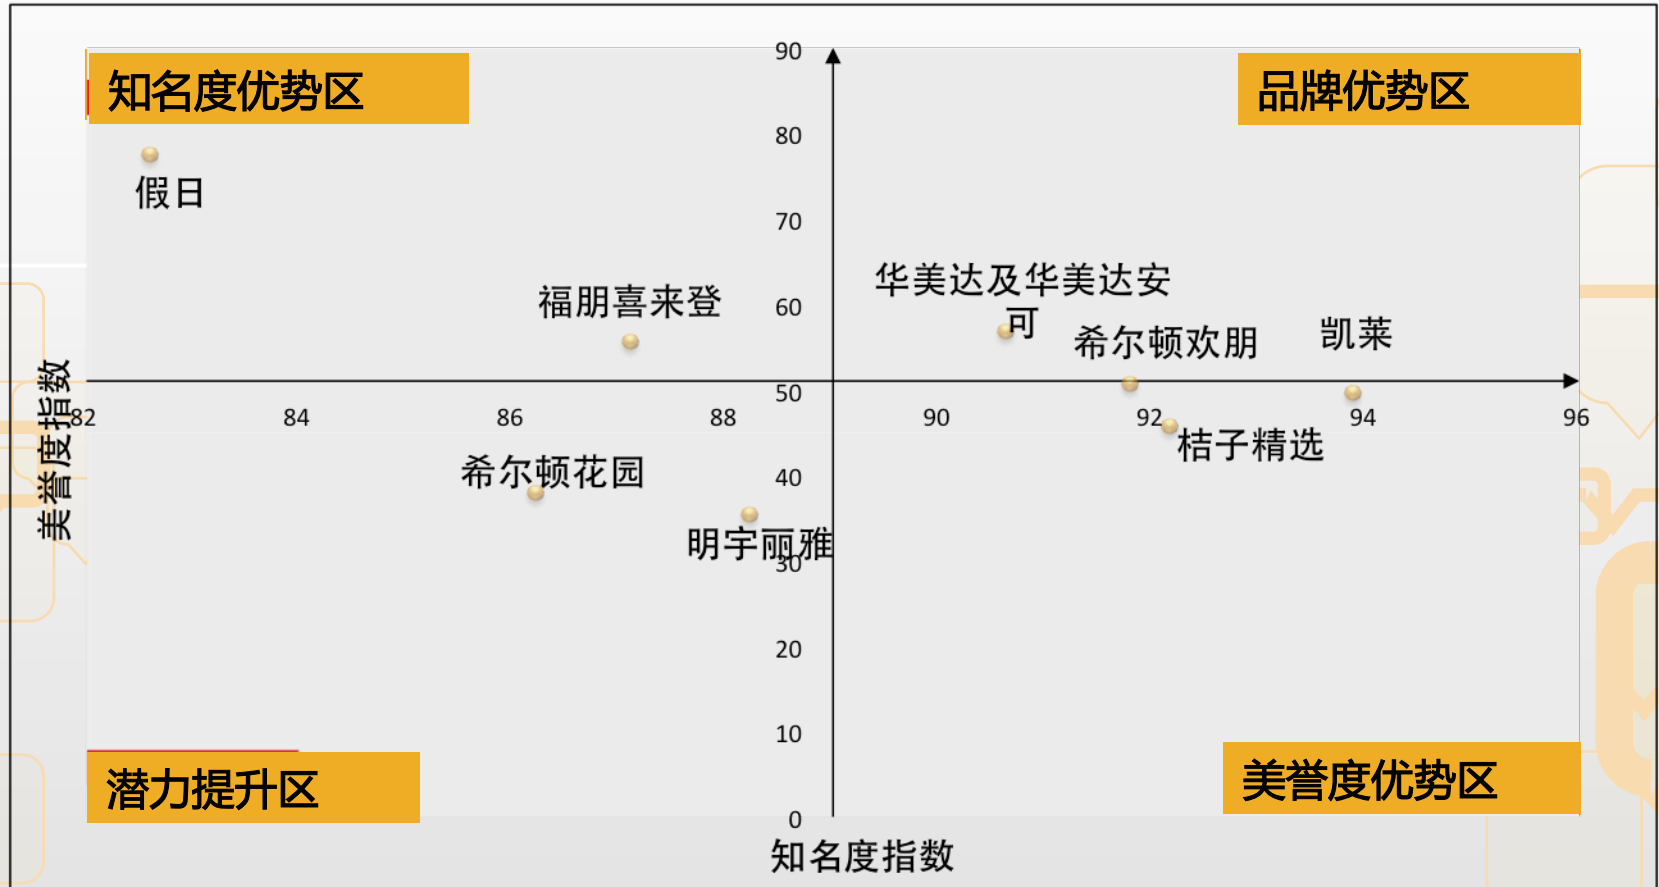 知名度优势区
品牌优势区
90
80
70
60
50
40
30
20
10
0
假日
福朋喜来登
华美达及华美达安
可
希尔顿欢朋
凯莱
82
84
86
88
90
92
94
96
桔子精选
希尔顿花园
明宇丽雅
美誉度指数
潜力提升区
美誉度优势区
知名度指数